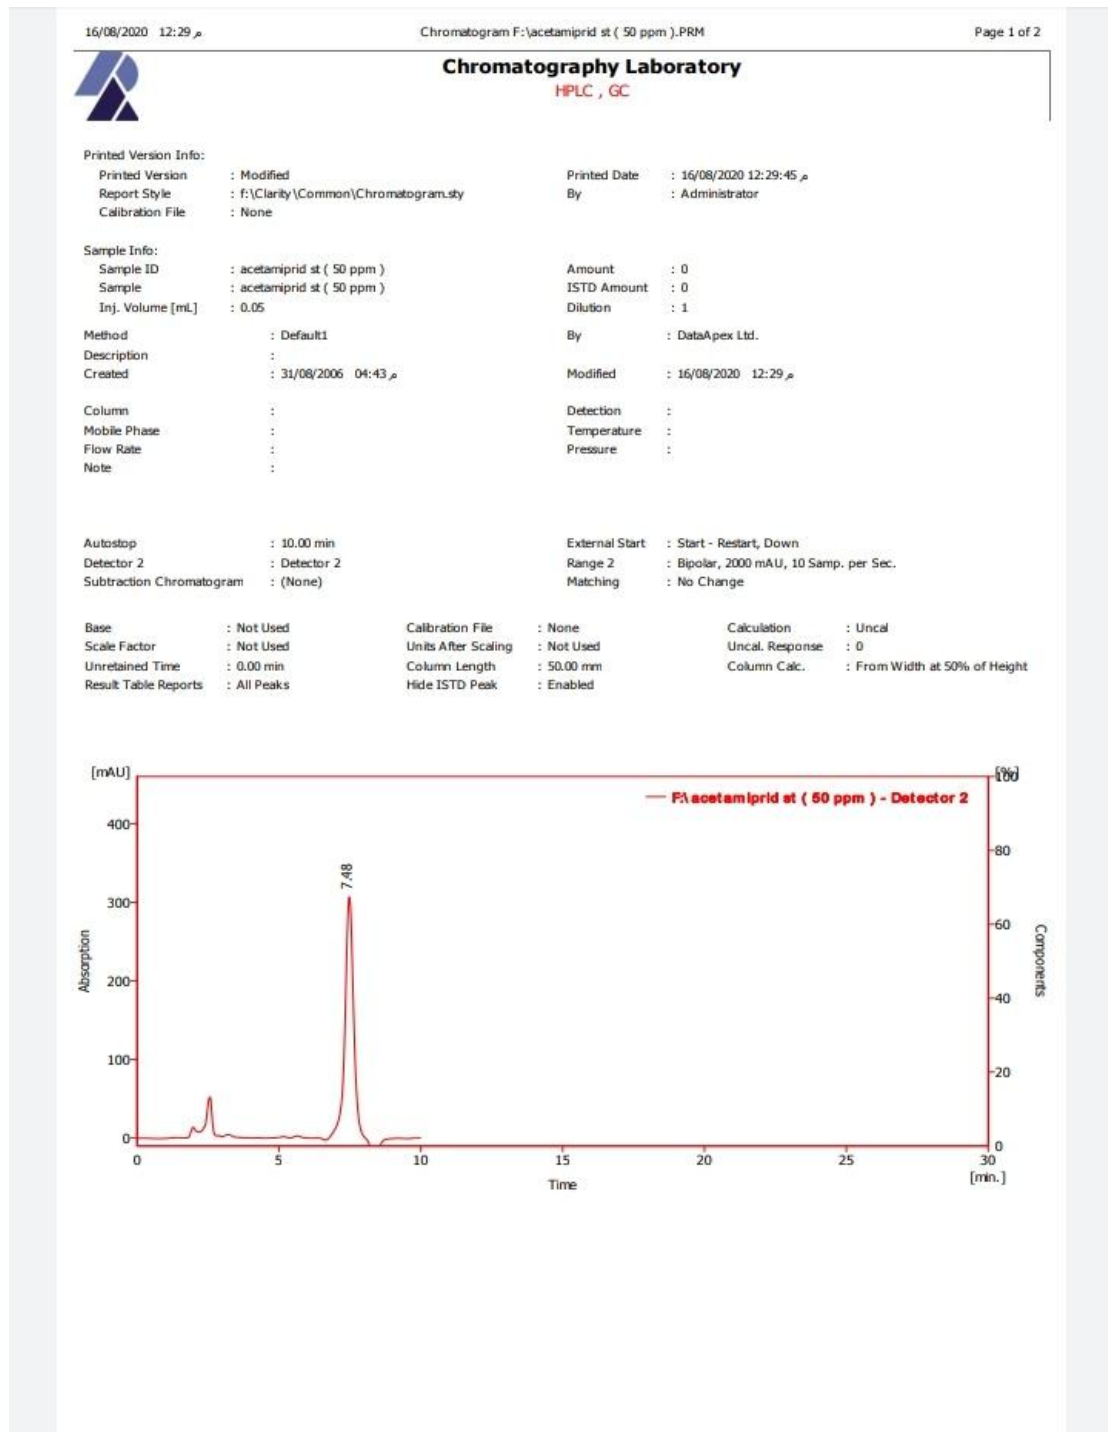 16/08/2020 12:29 م Chromatogram F:\acetamiprid st ( 50 ppm ).PRM Page 1 of 2
Chromatography Laboratory
HPLC , GC
Printed Version Info:
Printed Version : Modified Printed Date : 16/08/2020 12:29:45 م
Report Style : f:\Clarity\Common\Chromatogram.sty By : Administrator
Calibration File : None
Sample Info:
Sample ID : acetamiprid st ( 50 ppm ) Amount : 0
Sample : acetamiprid st ( 50 ppm ) ISTD Amount : 0
Inj. Volume [mL] : 0.05 Dilution : 1
Method : Default1 By : DataApex Ltd.
Description :
Created : 31/08/2006 04:43 م Modified : 16/08/2020 12:29 م
Column : Detection :
Mobile Phase : Temperature :
Flow Rate : Pressure :
Note :
Autostop : 10.00 min External Start : Start - Restart, Down
Detector 2 : Detector 2 Range 2 : Bipolar, 2000 mAU, 10 Samp. per Sec.
Subtraction Chromatogram : (None) Matching : No Change
Base : Not Used Calibration File : None Calculation : Uncal
Scale Factor : Not Used Units After Scaling : Not Used Uncal. Response : 0
Unretained Time : 0.00 min Column Length : 50.00 mm Column Calc. : From Width at 50% of Height
Result Table Reports : All Peaks Hide ISTD Peak : Enabled
[mAU] [%]
100
F:\acetamiprid st ( 50 ppm ) - Detector 2
400
80
7.48
300
60
Absorption
Components
200
40
100
20
0 0
0 5 10 15 20 25 30
Time [min.]